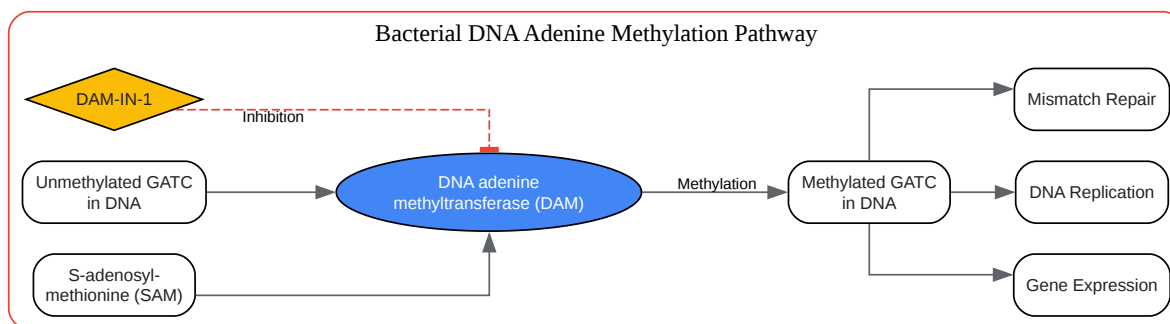 Bacterial DNA Adenine Methylation Pathway
DAM-IN-1
Inhibition
Unmethylated GATC
in DNA
S-adenosyl-
methionine (SAM)
DNA adenine
methyltransferase (DAM)
Methylation
Methylated GATC
in DNA
Mismatch Repair
DNA Replication
Gene Expression